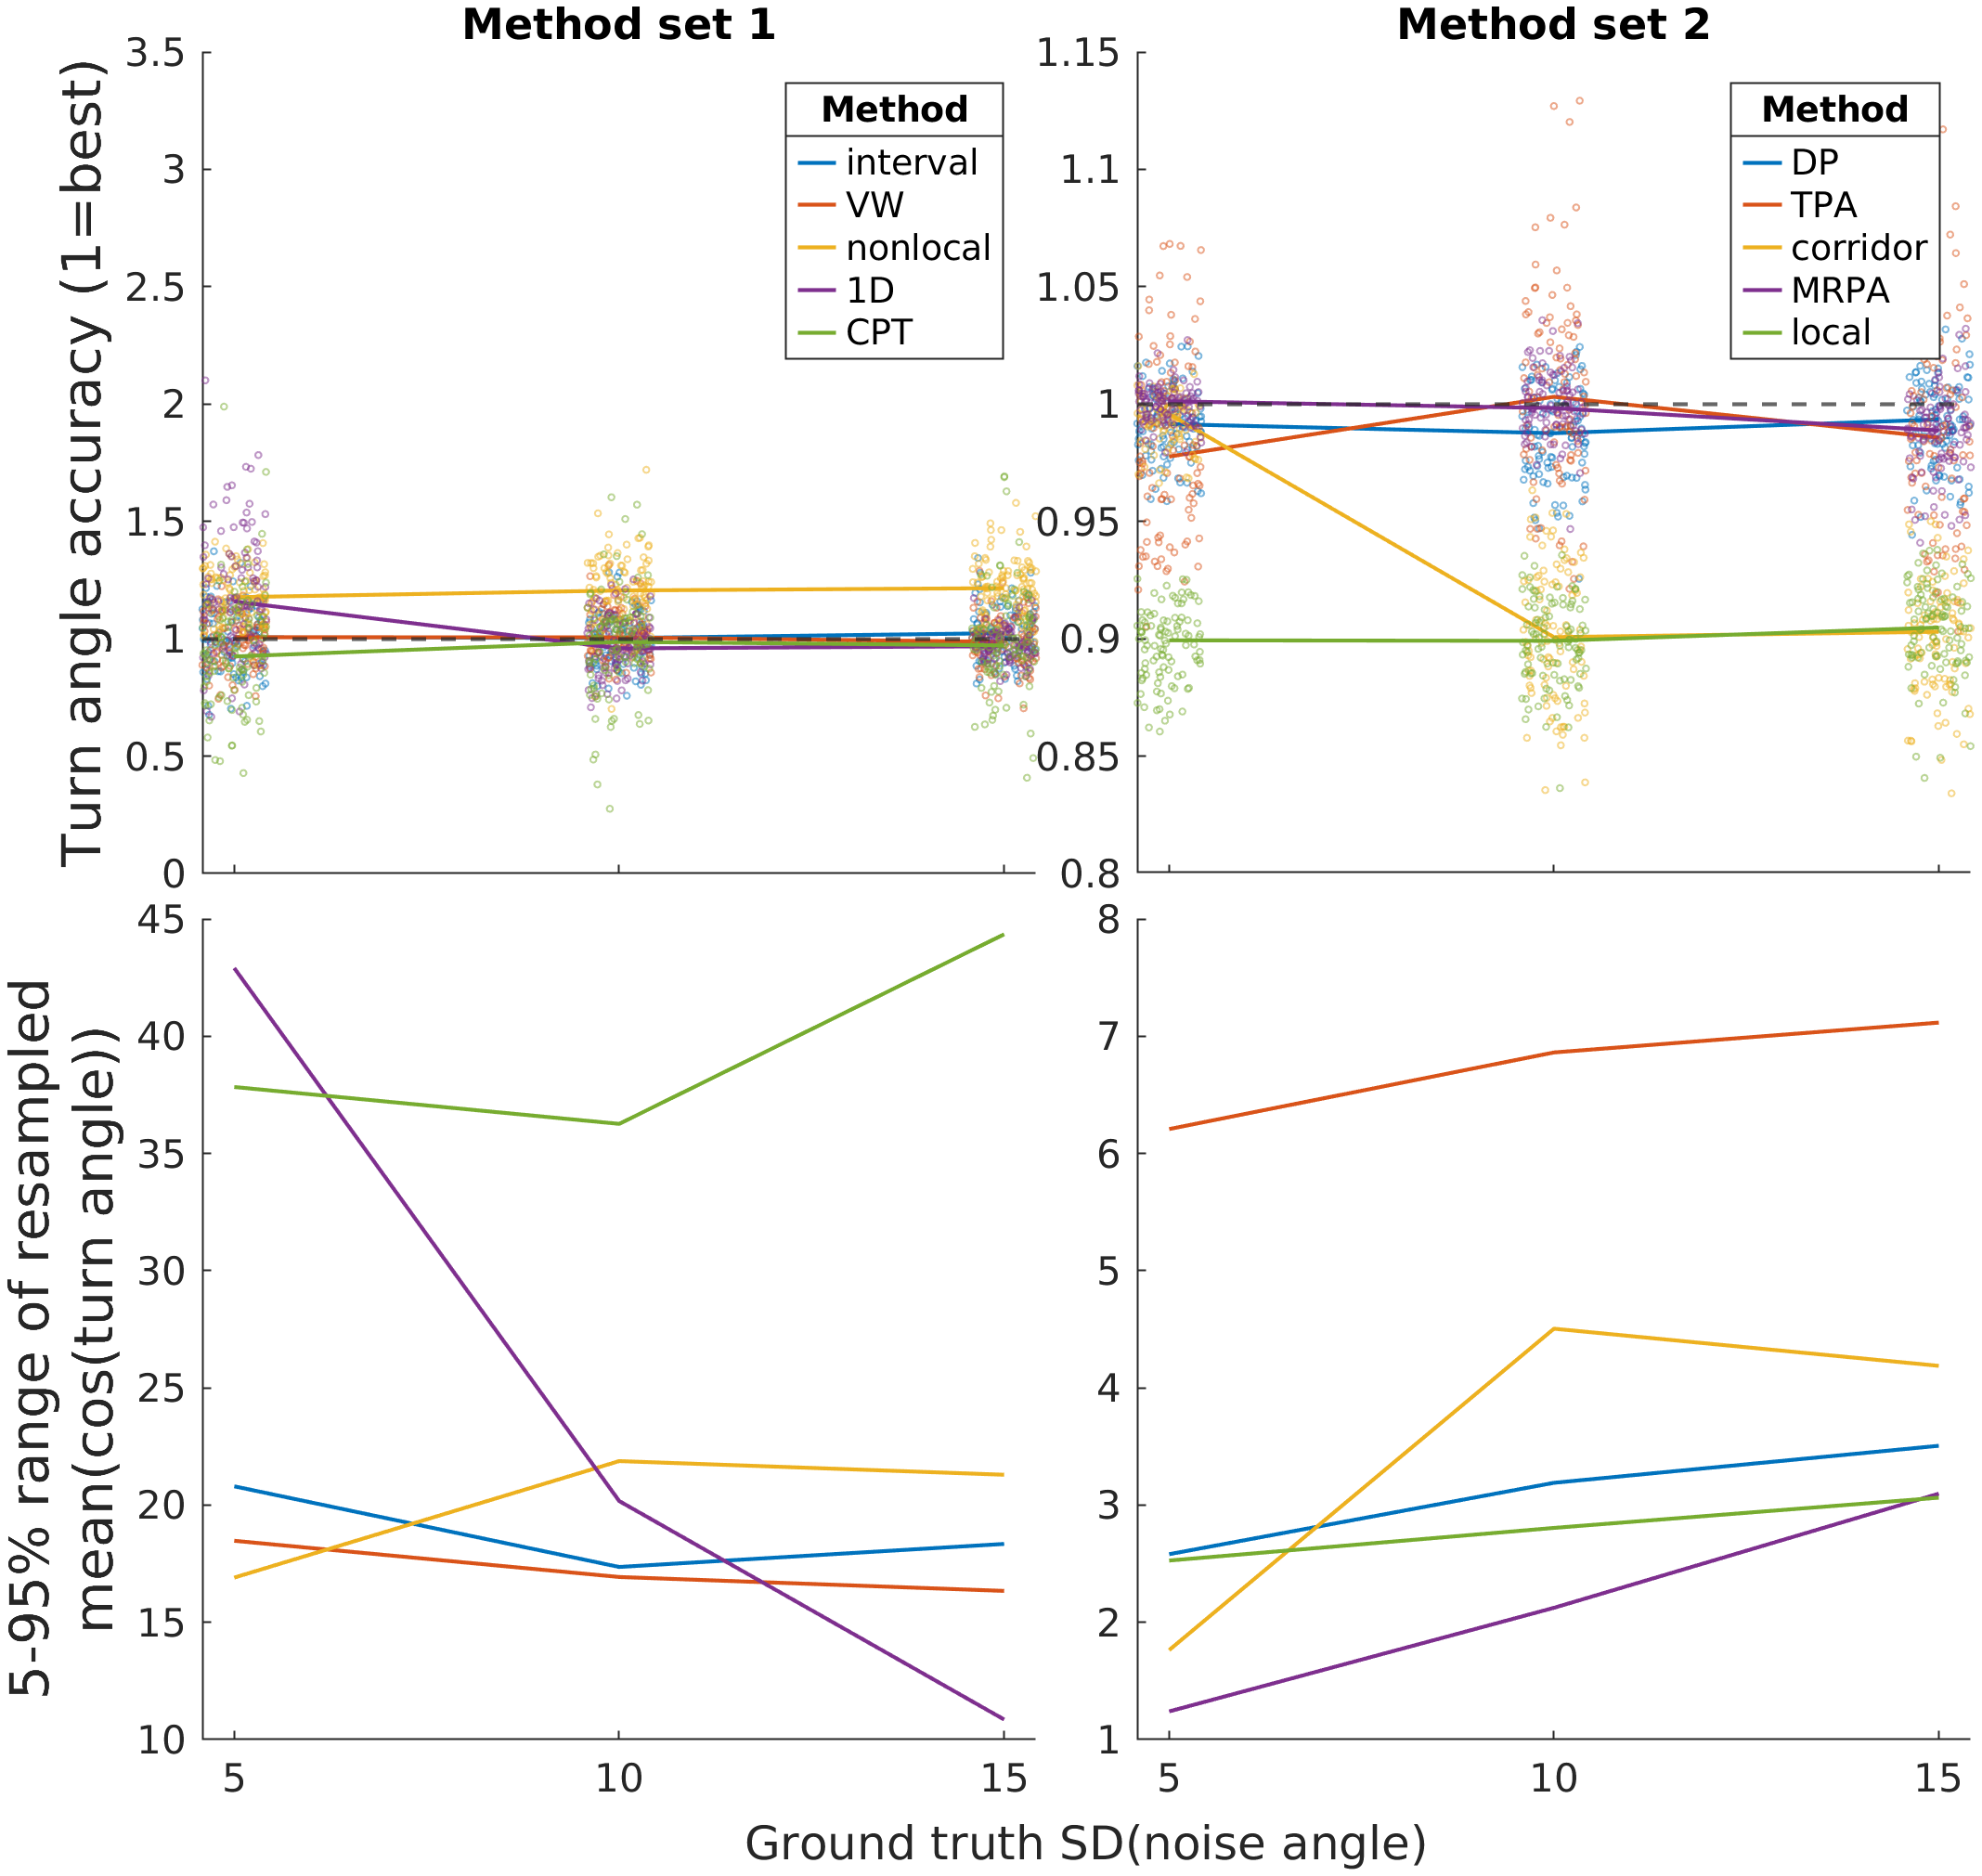 Method set 1
Method set 2
Turn angle accuracy (1=best)
3.5
3
2.5
2
1.5
1
0.5
0
Method
interval
VW
nonlocal
1D
CPT
1.15
1.1
1.05
1
0.95
0.9
0.85
0.8
Method
DP
TPA
corridor
MRPA
local
5-95% range of resampled
mean(cos(turn angle))
45
40
35
30
25
20
15
10
5
10
15
8
7
6
5
4
3
2
1
5
10
15
Ground truth SD(noise angle)